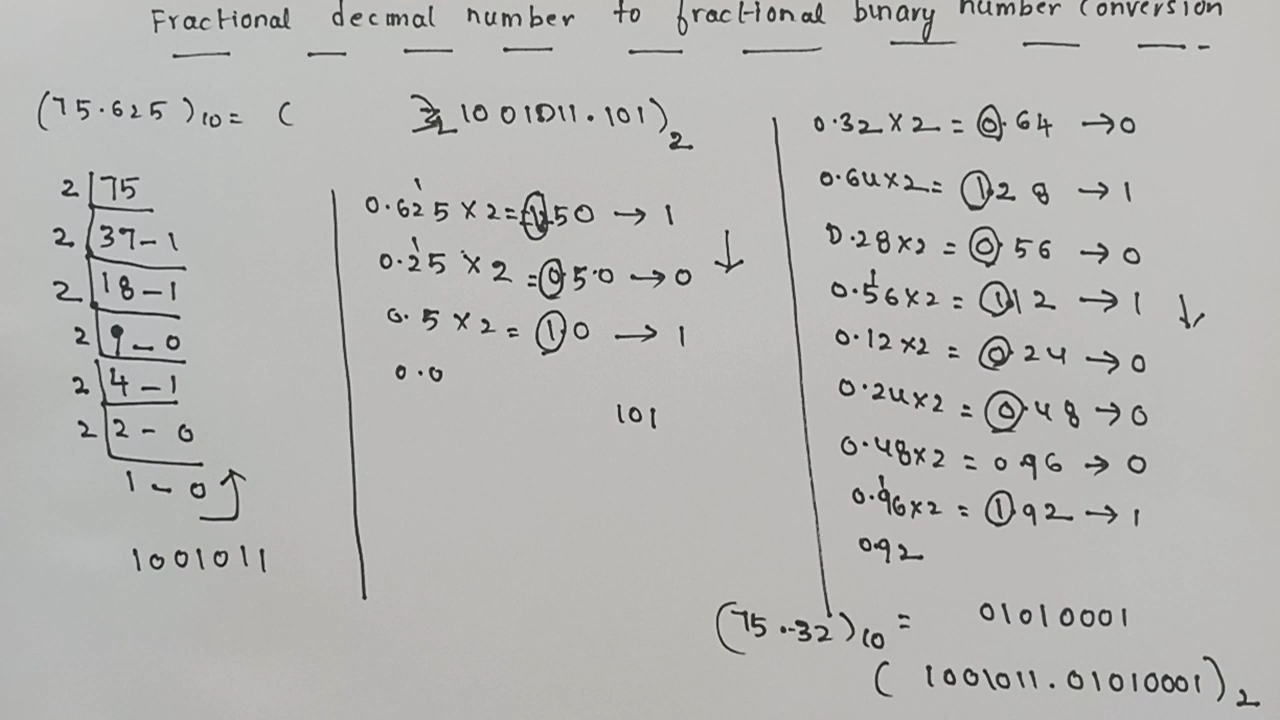 Fractional decimal number to fractional binary number conversion
(75.625)10 = ( 1001011.101)2
2 75
2 37-1
2 18-1
2 9-0
2 4-1
2 2-0
1-0
1001011
0.625 x 2 = 1.50 → 1
0.25 x 2 = 0.50 → 0
0.5 x 2 = 1.0 → 1
0.0
101
0.32 x 2 = 0.64 → 0
0.64 x 2 = 1.28 → 1
0.28 x 2 = 0.56 → 0
0.56 x 2 = 1.12 → 1
0.12 x 2 = 0.24 → 0
0.24 x 2 = 0.48 → 0
0.48 x 2 = 0.96 → 0
0.96 x 2 = 1.92 → 1
0.92
(75.32)10 = 01010001
( 1001011.01010001)2